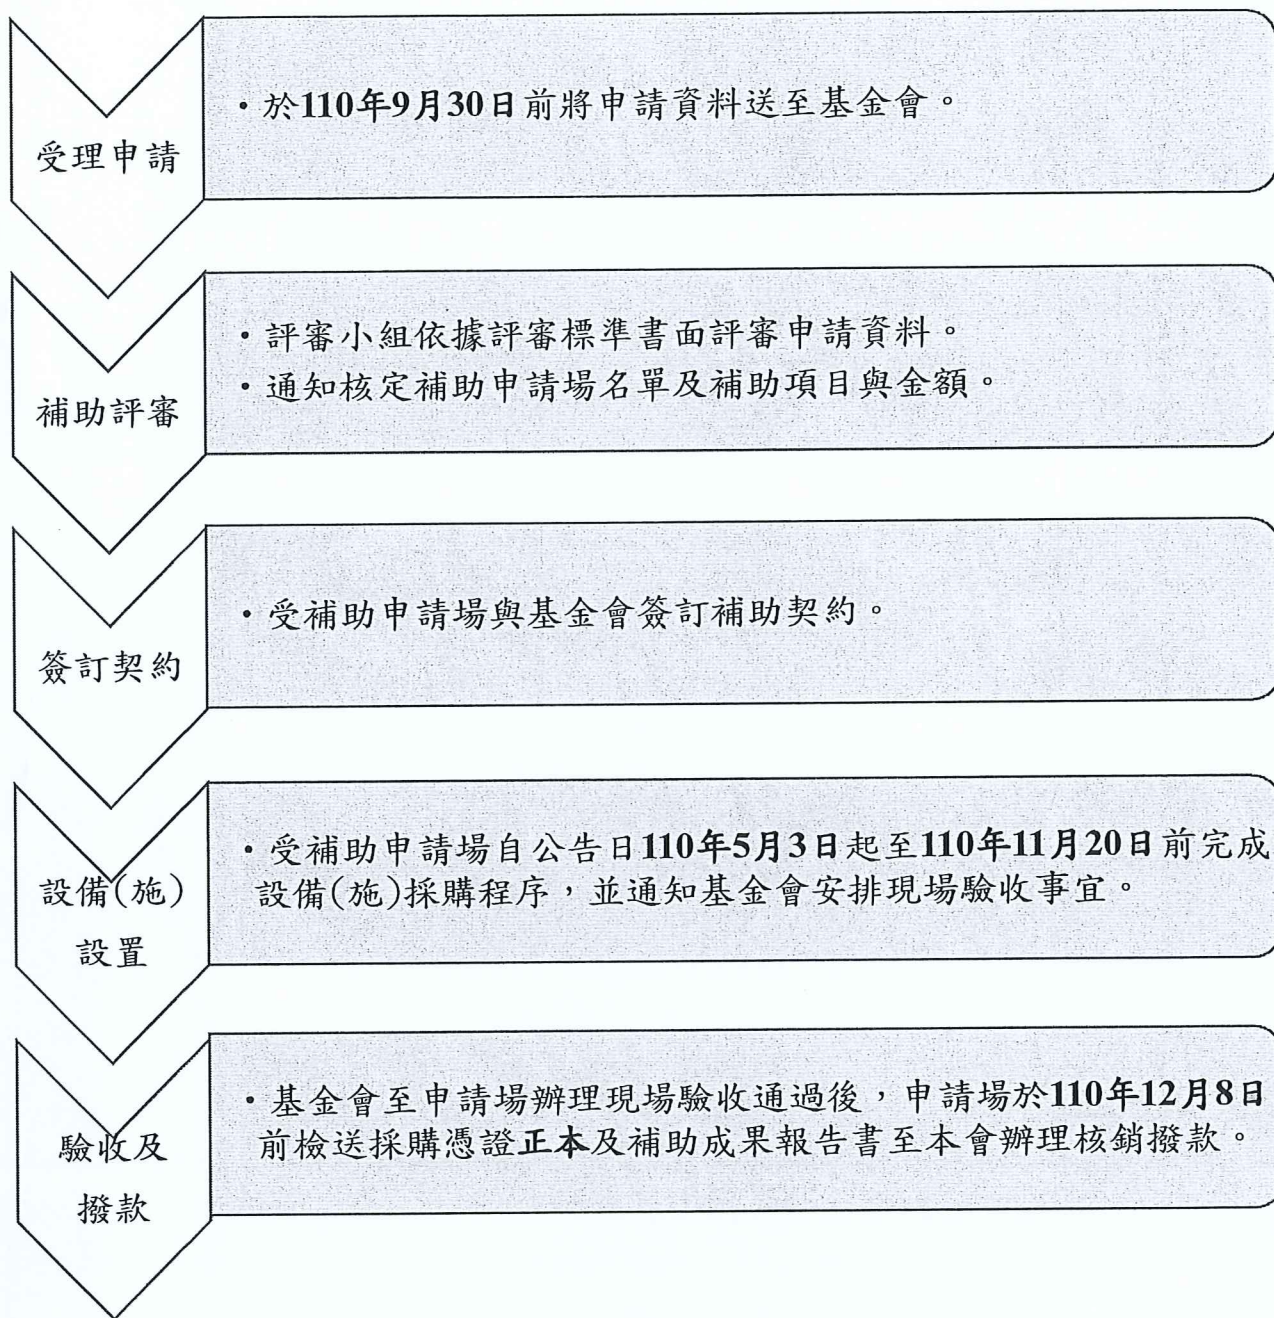 受理申請
・於110年9月30日前將申請資料送至基金會。
補助評審
・評審小組依據評審標準書面評審申請資料。
・通知核定補助申請場名單及補助項目與金額。
簽訂契約
・受補助申請場與基金會簽訂補助契約。
設備(施)
設置
・受補助申請場自公告日110年5月3日起至110年11月20日前完成
設備(施)採購程序，並通知基金會安排現場驗收事宜。
驗收及
撥款
・基金會至申請場辦理現場驗收通過後，申請場於110年12月8日
前檢送採購憑證正本及補助成果報告書至本會辦理核銷撥款。